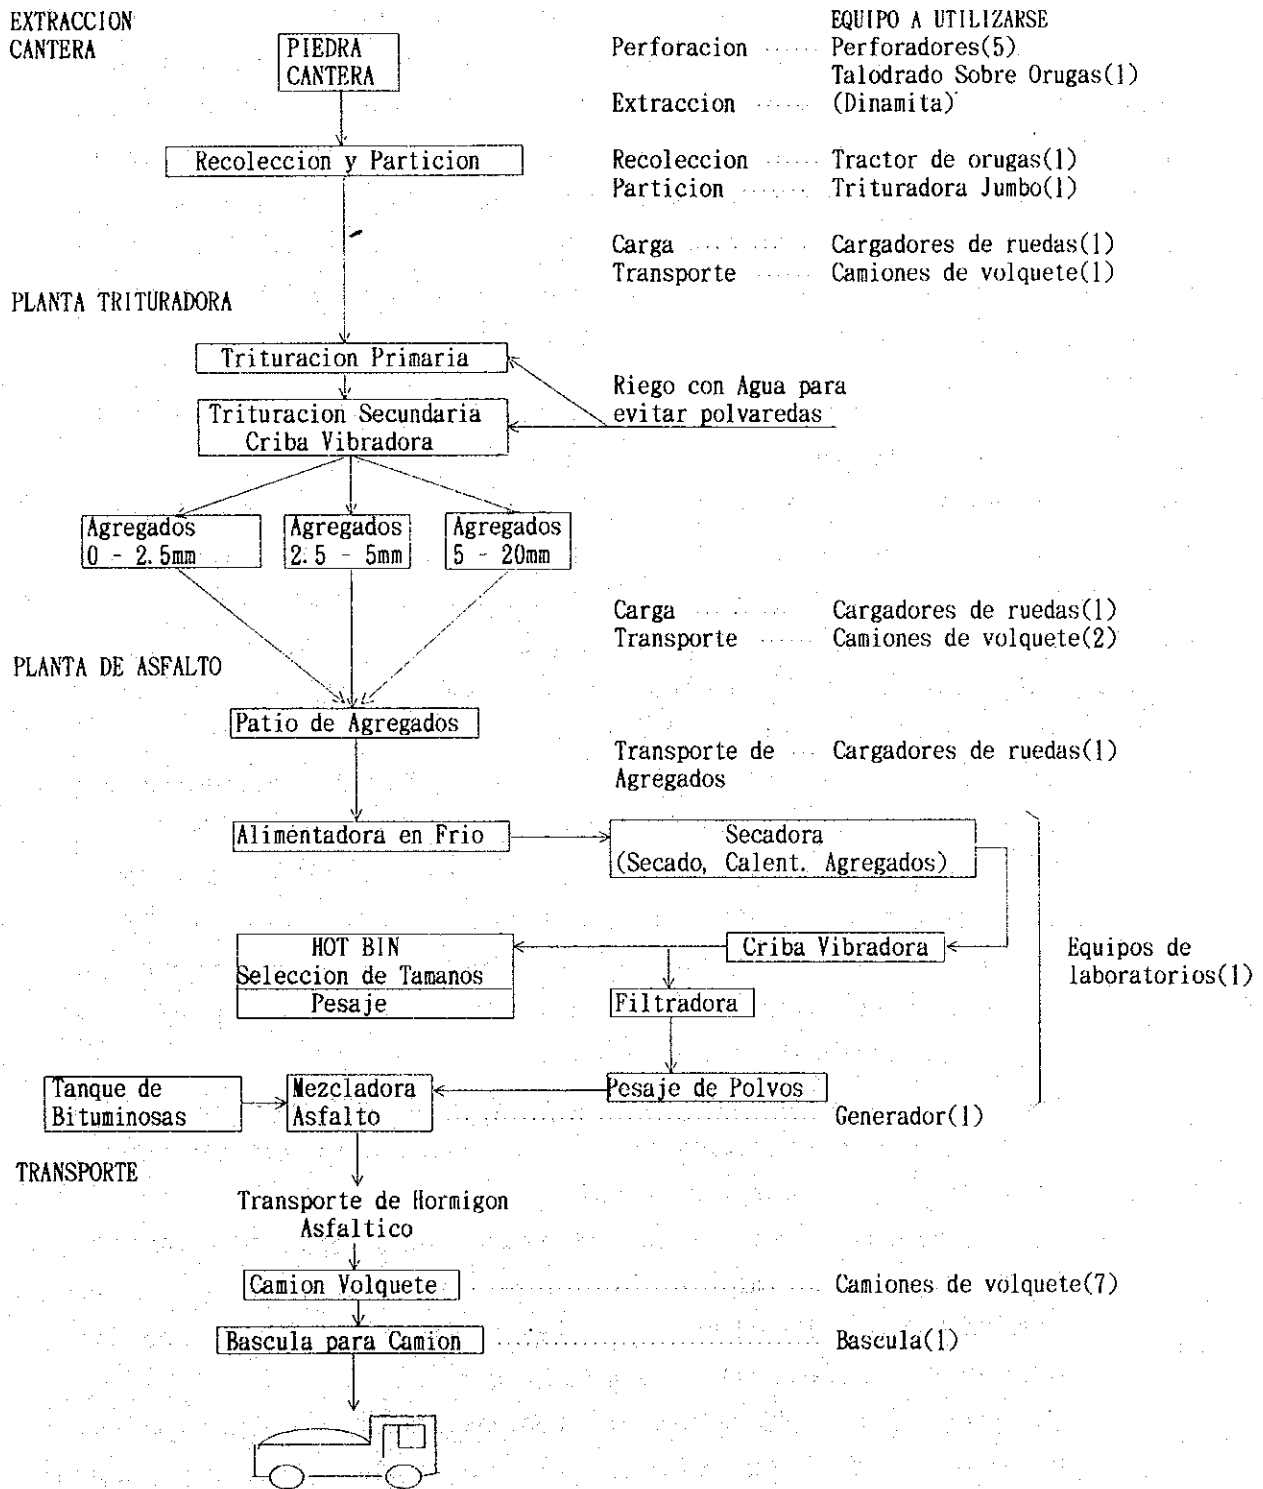 EXTRACCION
CANTERA
EQUIPO A UTILIZARSE
PIEDRA
CANTERA
Perforacion ...... Perforadores(5)
Talodrado Sobre Orugas(1)
Extraccion ...... (Dinamita)
Recoleccion y Particion
Recoleccion ...... Tractor de orugas(1)
Particion ....... Trituradora Jumbo(1)
Carga ........ Cargadores de ruedas(1)
Transporte ...... Camiones de volquete(1)
PLANTA TRITURADORA
Trituracion Primaria
Riego con Agua para
evitar polvaredas
Trituracion Secundaria
Criba Vibradora
Agregados
0 - 2.5mm
Agregados
2.5 - 5mm
Agregados
5 - 20mm
Carga ........ Cargadores de ruedas(1)
Transporte ...... Camiones de volquete(2)
PLANTA DE ASFALTO
Patio de Agregados
Transporte de ... Cargadores de ruedas(1)
Agregados
Alimentadora en Frio
Secadora
(Secado, Calent. Agregados)
HOT BIN
Seleccion de Tamanos
Pesaje
Criba Vibradora
Filtradora
Equipos de
laboratorios(1)
Tanque de
Bituminosas
Mezcladora
Asfalto
Pesaje de Polvos
Generador(1)
TRANSPORTE
Transporte de Hormigon
Asfaltico
Camion Volquete ...... Camiones de volquete(7)
Bascula para Camion ...... Bascula(1)